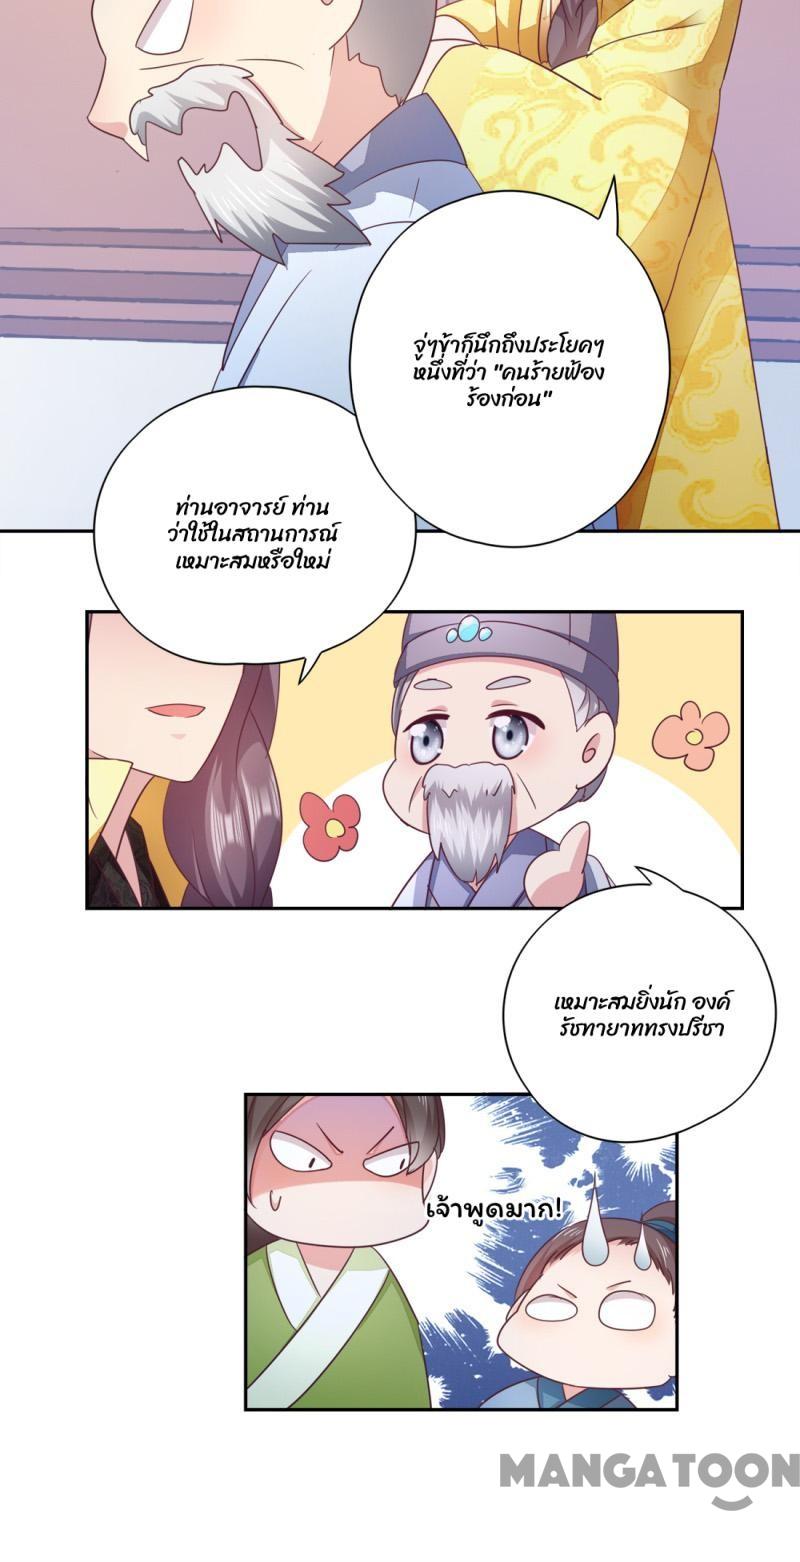 จู่ๆข้าก็นึกถึงประโยคๆ
หนึ่งที่ว่า "คนร้ายฟ้อง
ร้องก่อน"
ท่านอาจารย์ ท่าน
ว่าใช้ในสถานการณ์
เหมาะสมหรือใหม่
เหมาะสมยิ่งนัก องค์
รัชทายาททรงปรีชา
เจ้าพูดมาก!
MANGATOON